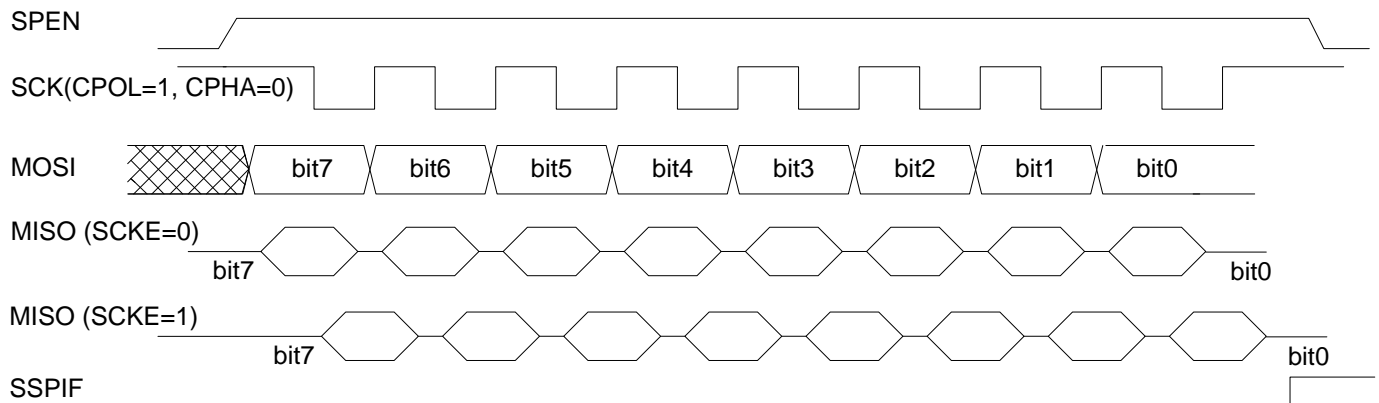 SPEN
SCK(CPOL=1, CPHA=0)
MOSI bit7 bit6 bit5 bit4 bit3 bit2 bit1 bit0
MISO (SCKE=0)
bit7 bit0
MISO (SCKE=1)
bit7 bit0
SSPIF